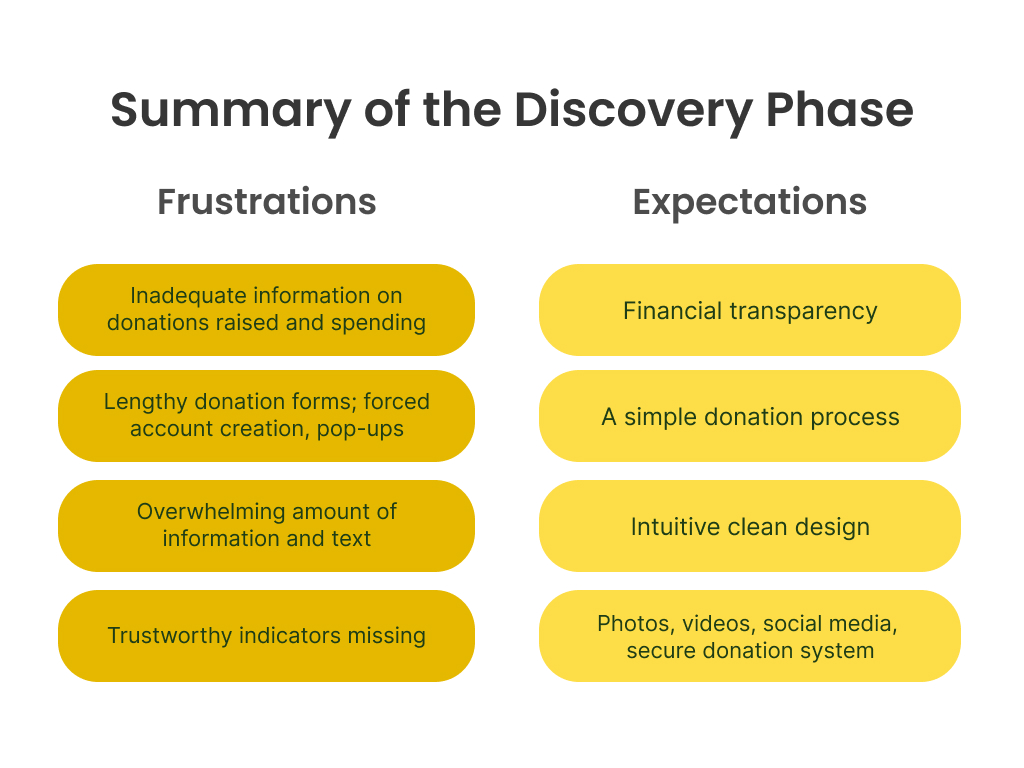 Summary of the Discovery Phase
Frustrations
Inadequate information on
donations raised and spending
Lengthy donation forms; forced
account creation, pop-ups
Overwhelming amount of
information and text
Trustworthy indicators missing
Expectations
Financial transparency
A simple donation process
Intuitive clean design
Photos, videos, social media,
secure donation system